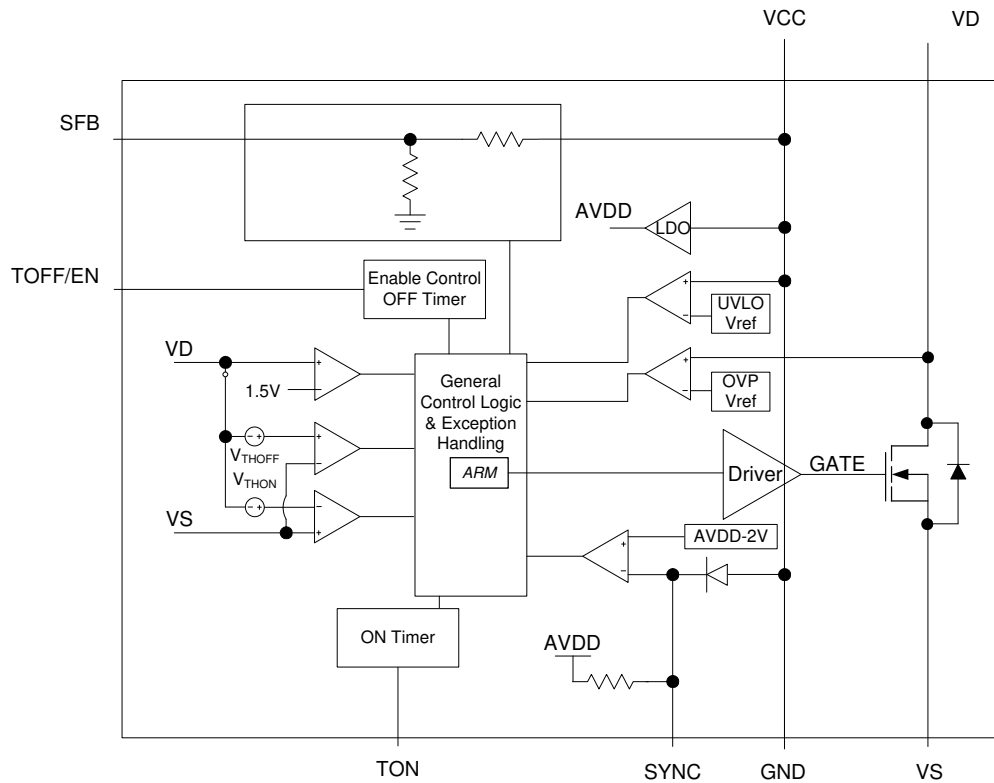 VCC
VD
SFB
AVDD
LDO
TOFF/EN
Enable Control
OFF Timer
+
−
UVLO
Vref
VD
+
−
1.5V
General
Control Logic
& Exception
Handling
+
−
OVP
Vref
- +
+
−
VTHOFF
VTHON
ARM
Driver
GATE
- +
−
+
VS
AVDD-2V
+
−
ON Timer
AVDD
TON
SYNC
GND
VS